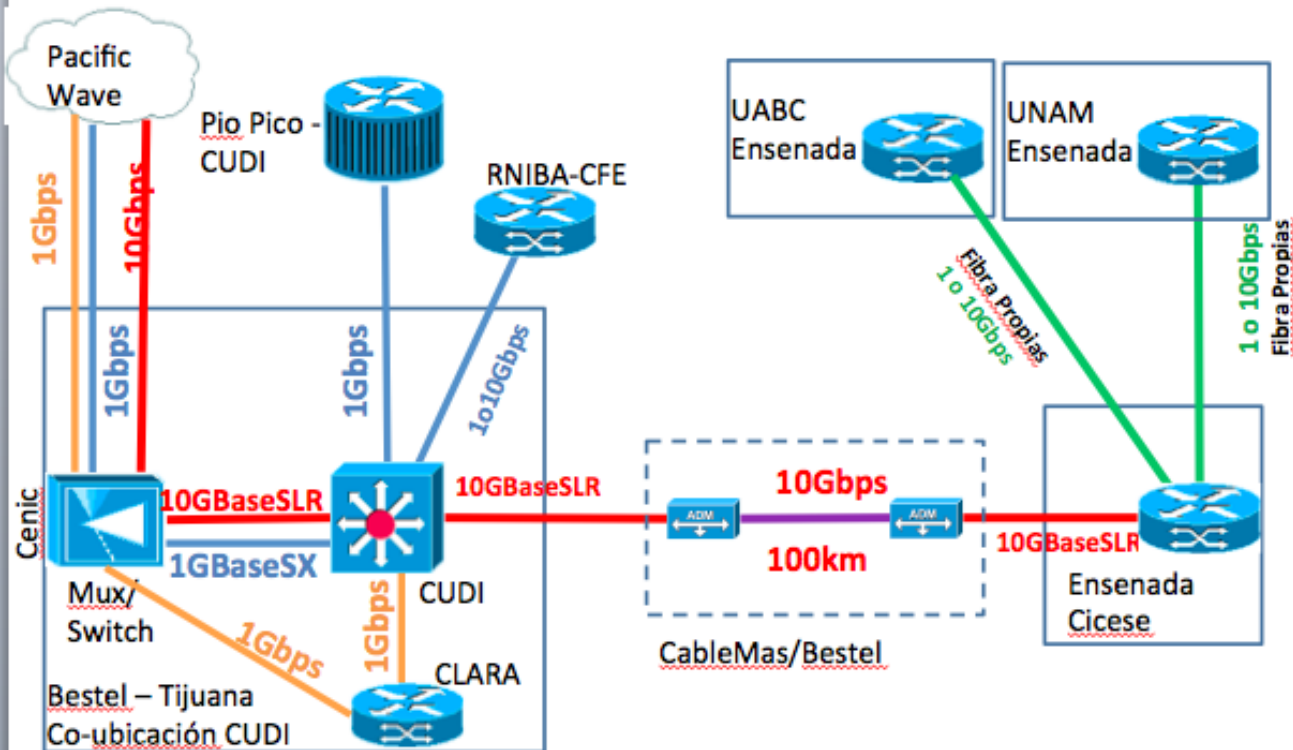 Pacific
Wave
Pio Pico -
CUDI
RNIBA-CFE
UABC
Ensenada
UNAM
Ensenada
1Gbps
10Gbps
1Gbps
1Gbps
1o10Gbps
Fibra Propias
1 o 10Gbps
1 o 10Gbps
Fibra Propias
Cenic
10GBaseSLR
1GBaseSX
10GBaseSLR
ADM
10Gbps
100km
ADM
10GBaseSLR
Mux/
Switch
CUDI
1Gbps
1Gbps
CLARA
Bestel – Tijuana
Co-ubicación CUDI
CableMas/Bestel
Ensenada
Cicese